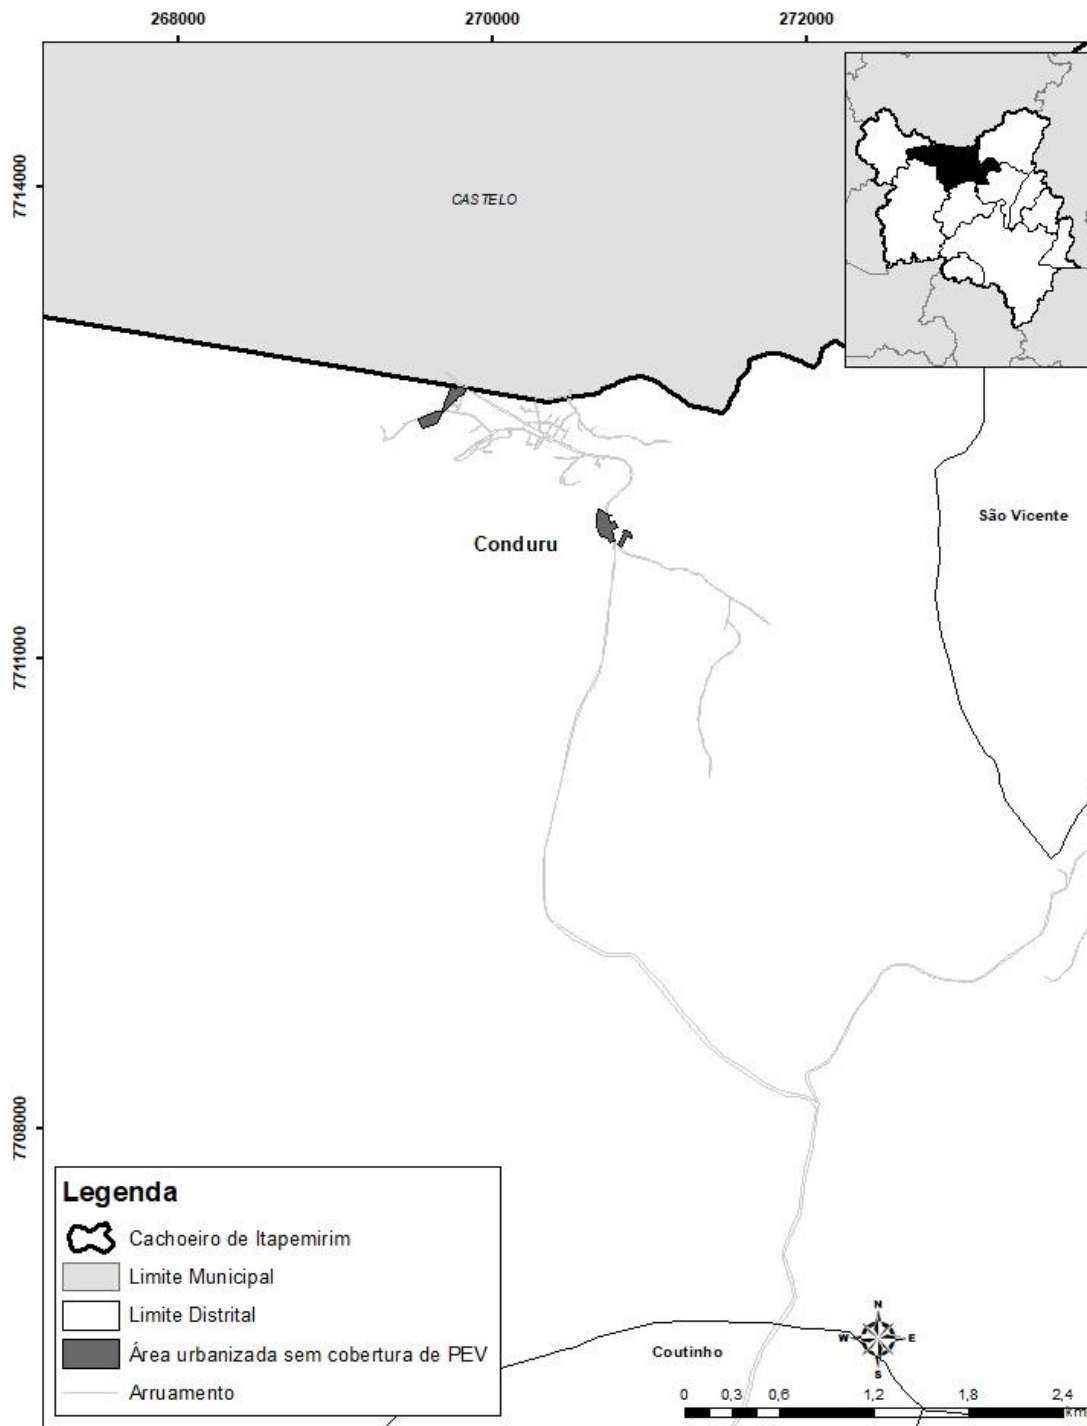 268000
270000
272000
7714000
CASTELO
São Vicente
Conduru
7711000
7708000
Legenda
Cachoeiro de Itapemirim
Limite Municipal
Limite Distrital
Área urbanizada sem cobertura de PEV
Arruamento
Coutinho
N
W
E
S
0 0,3 0,6 1,2 1,8 2,4
km